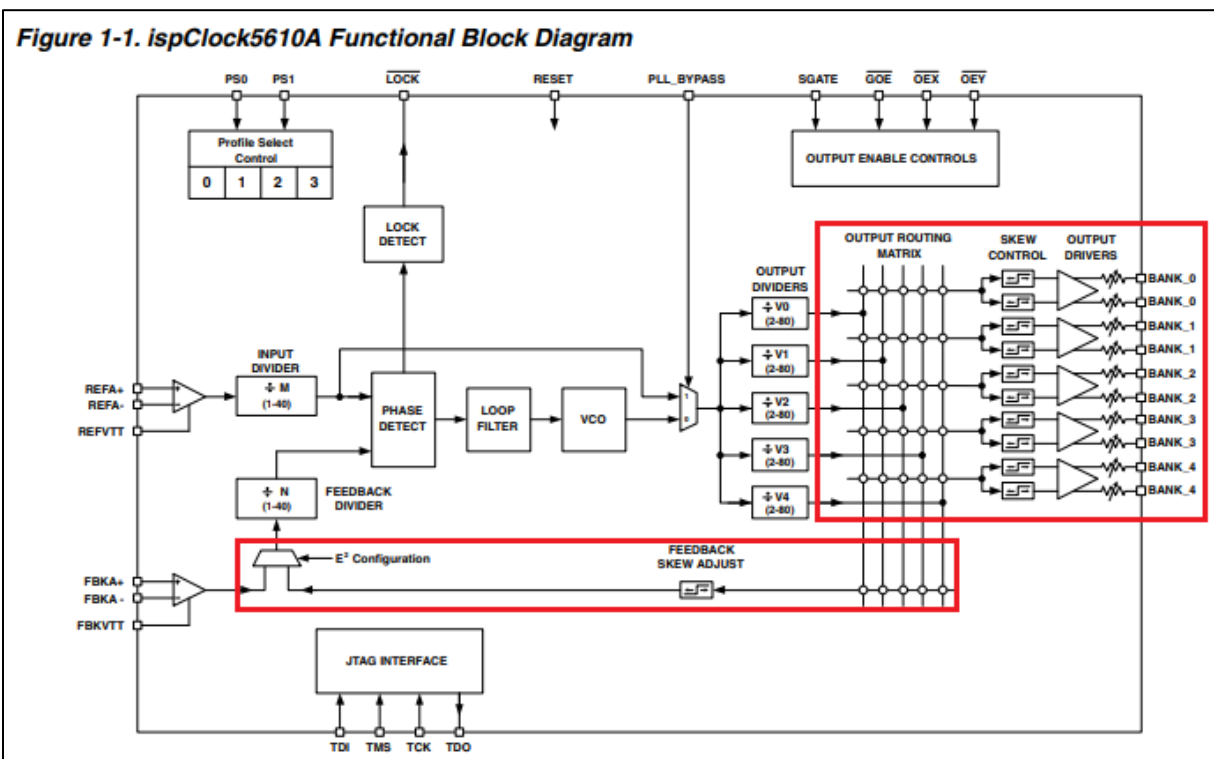 Figure 1-1. ispClock5610A Functional Block Diagram
PS0 PS1 LOCK RESET PLL_BYPASS SGATE GOE OEX OEY
Profile Select
Control
0 1 2 3
OUTPUT ENABLE CONTROLS
LOCK
DETECT
OUTPUT ROUTING
MATRIX
SKEW
CONTROL
OUTPUT
DRIVERS
OUTPUT
DIVIDERS
÷ V0
(2-80)
÷ V1
(2-80)
÷ V2
(2-80)
÷ V3
(2-80)
÷ V4
(2-80)
BANK_0
BANK_0
BANK_1
BANK_1
BANK_2
BANK_2
BANK_3
BANK_3
BANK_4
BANK_4
INPUT
DIVIDER
÷ M
(1-40)
REFA+
REFA-
REFVTT
+
-
PHASE
DETECT
LOOP
FILTER
VCO
1
0
÷ N
(1-40)
FEEDBACK
DIVIDER
E² Configuration
FEEDBACK
SKEW ADJUST
FBKA+
FBKA -
FBKVTT
+
-
JTAG INTERFACE
TDI TMS TCK TDO